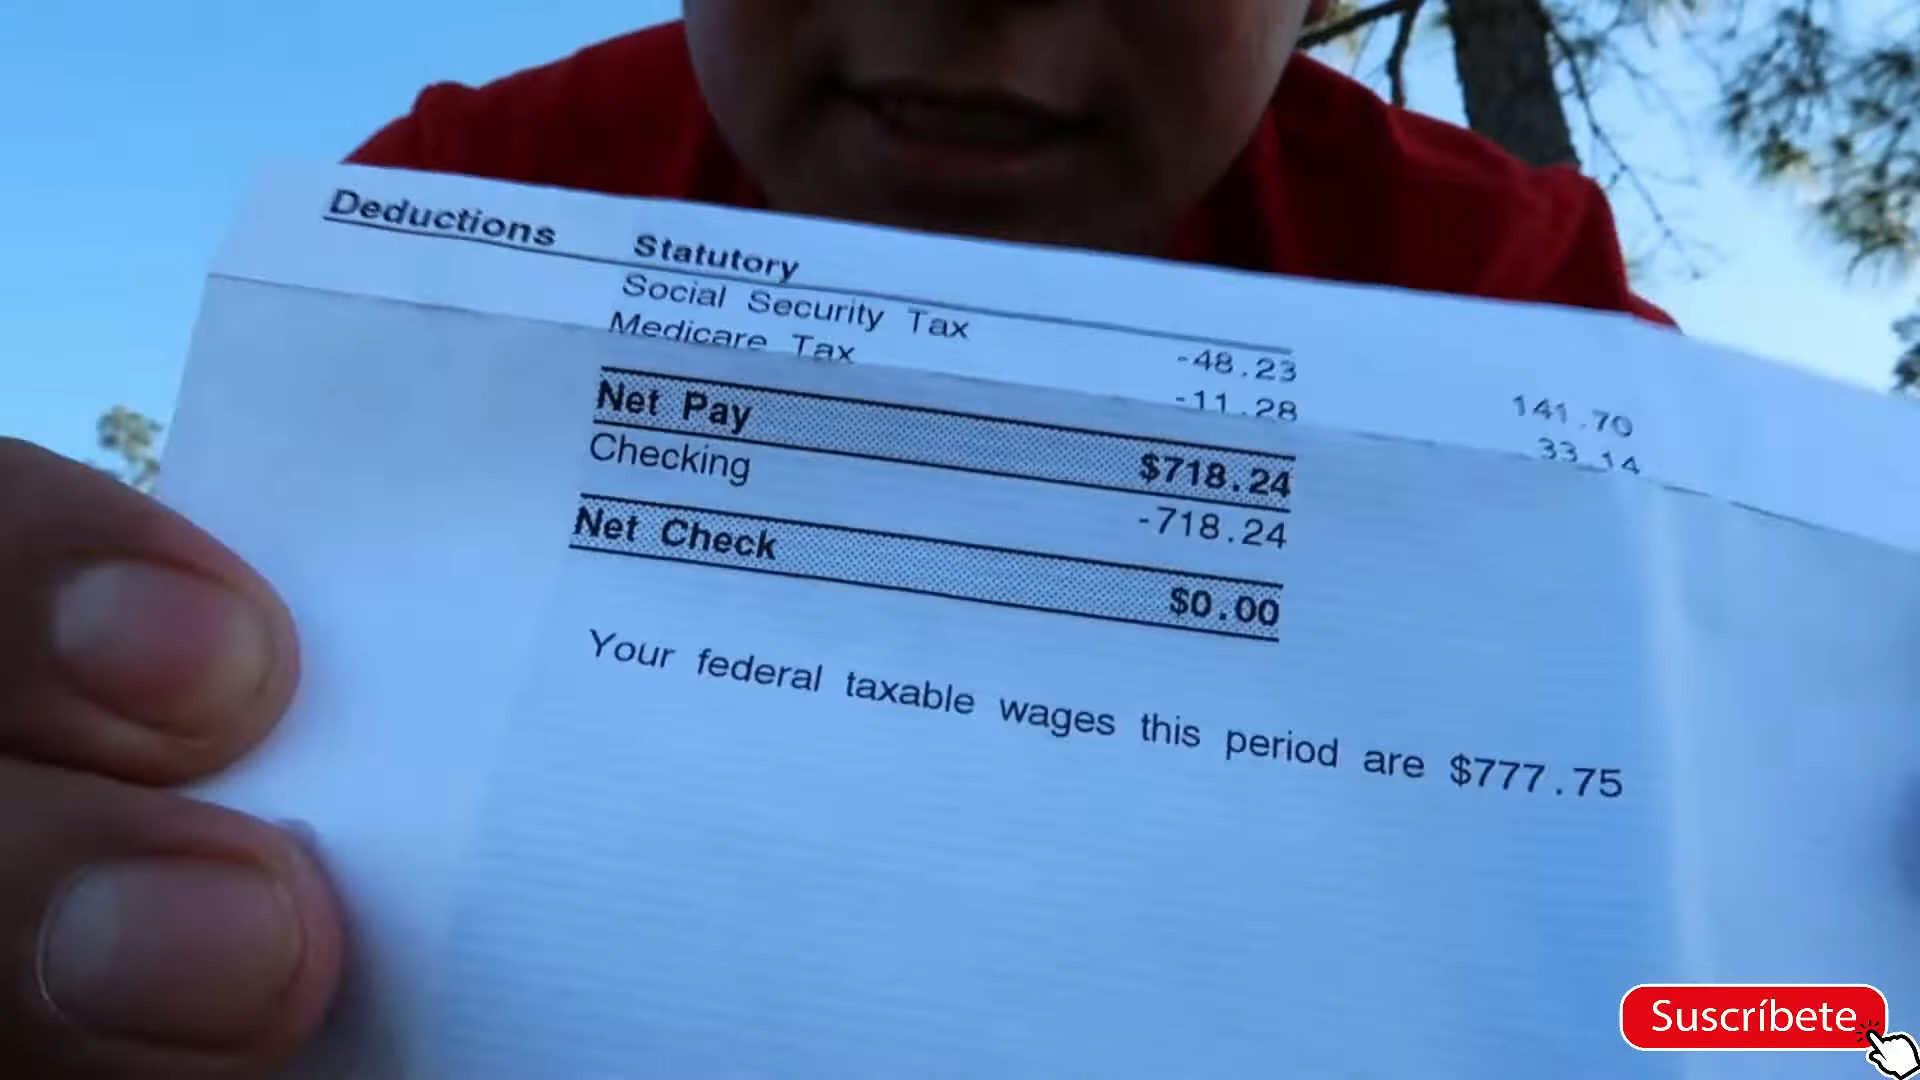 Deductions Statutory
Social Security Tax -48.23 141.70
Medicare Tax -11.28 33.14
Net Pay $718.24
Checking -718.24
Net Check $0.00
Your federal taxable wages this period are $777.75
Suscríbete